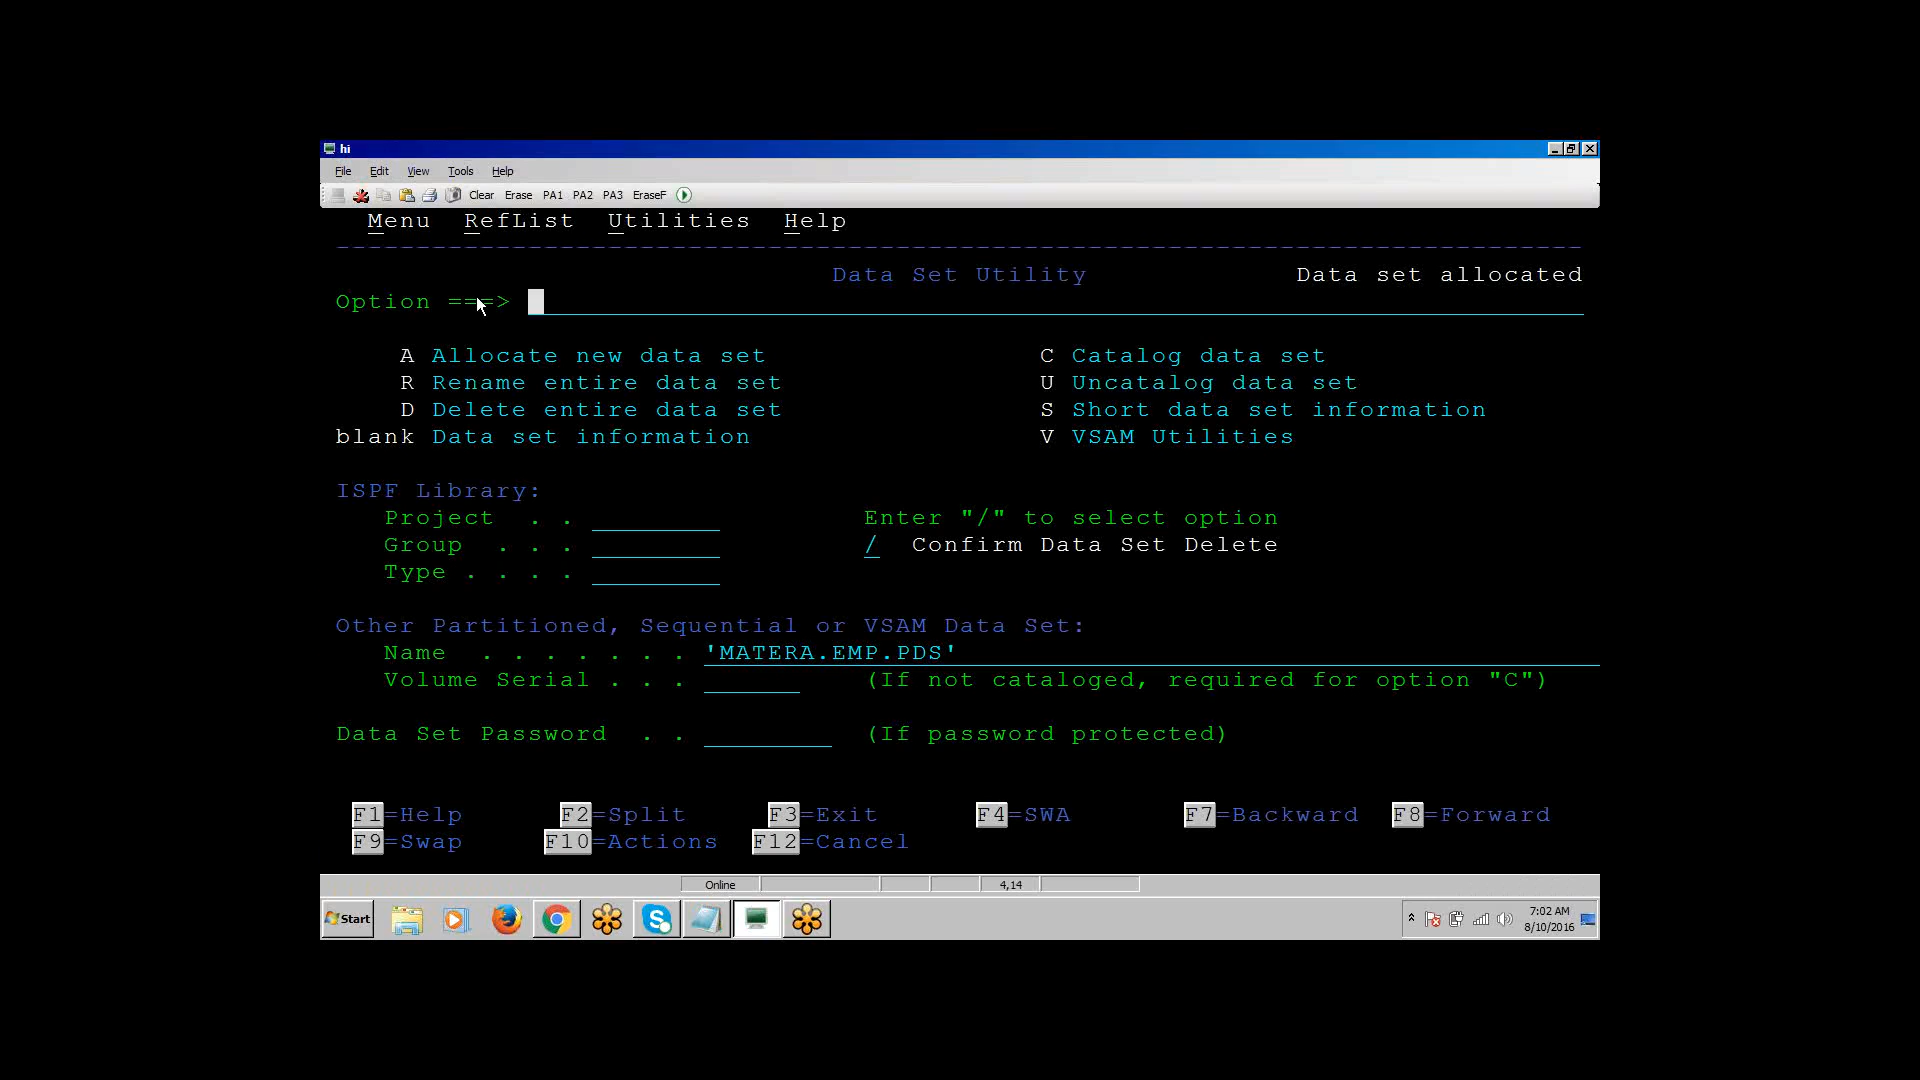 hi
File Edit View Tools Help
Clear Erase PA1 PA2 PA3 EraseF
Menu RefList Utilities Help
Data Set Utility Data set allocated
Option ===>
A Allocate new data set C Catalog data set
R Rename entire data set U Uncatalog data set
D Delete entire data set S Short data set information
blank Data set information V VSAM Utilities
ISPF Library:
Project . . Enter "/" to select option
Group . . . / Confirm Data Set Delete
Type . . . .
Other Partitioned, Sequential or VSAM Data Set:
Name . . . . . . . 'MATERA.EMP.PDS'
Volume Serial . . . (If not cataloged, required for option "C")
Data Set Password . . (If password protected)
F1=Help F2=Split F3=Exit F4=SWA F7=Backward F8=Forward
F9=Swap F10=Actions F12=Cancel
Online 4,14
Start 7:02 AM
8/10/2016